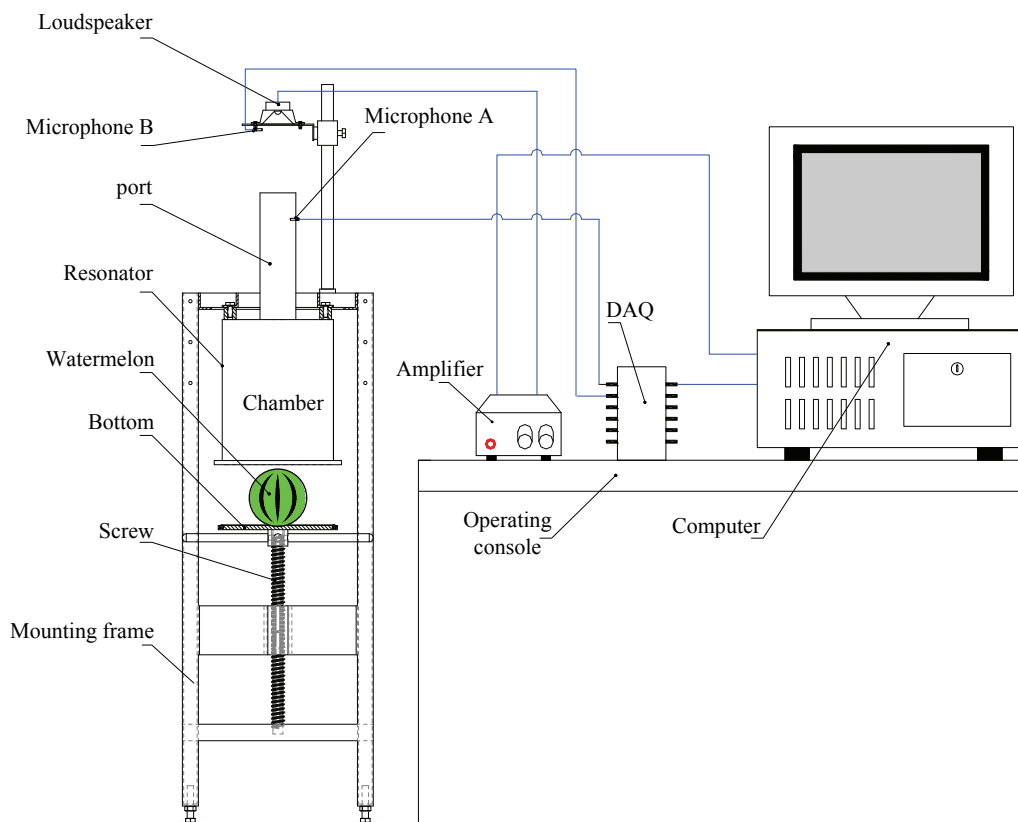 Loudspeaker
Microphone B
Microphone A
port
Resonator
DAQ
Watermelon
Amplifier
Chamber
Bottom
Screw
Operating
console
Computer
Mounting frame